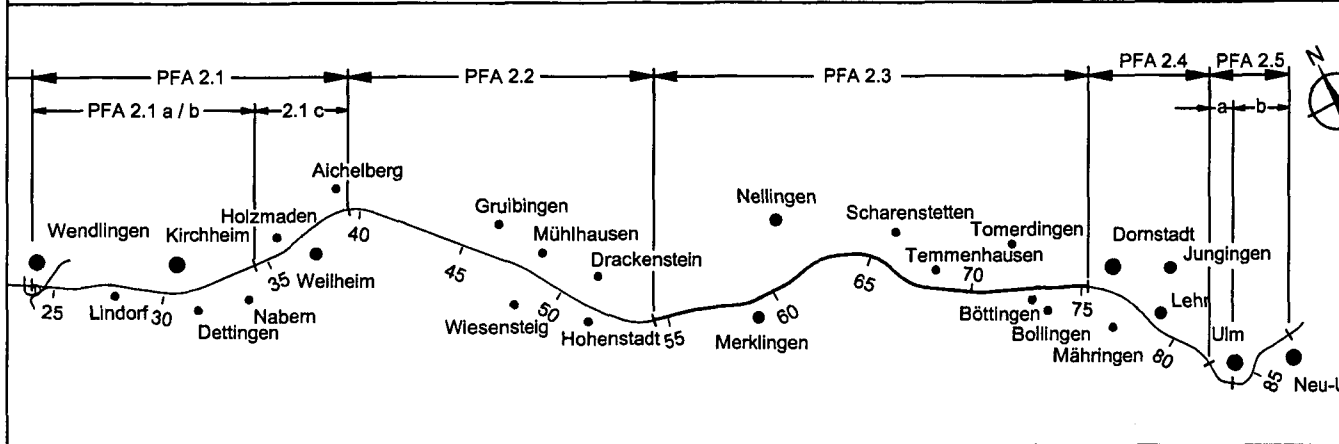 PFA 2.1
PFA 2.2
PFA 2.3
PFA 2.4
PFA 2.5
N
PFA 2.1 a / b
2.1 c
a
b
Aichelberg
Wendlingen
Holzmaden
Kirchheim
40
Gruibingen
Mühlhausen
Drackenstein
Nellingen
Scharenstetten
Tomerdingen
Dornstadt
Jungingen
25
Lindorf
30
Dettingen
Nabern
35
Weilheim
45
50
Wiesensteig
Hohenstadt
55
Merklingen
60
65
Temmenhausen
70
Böttingen
Bollingen
75
Mähringen
Lehr
80
Ulm
85
Neu-U